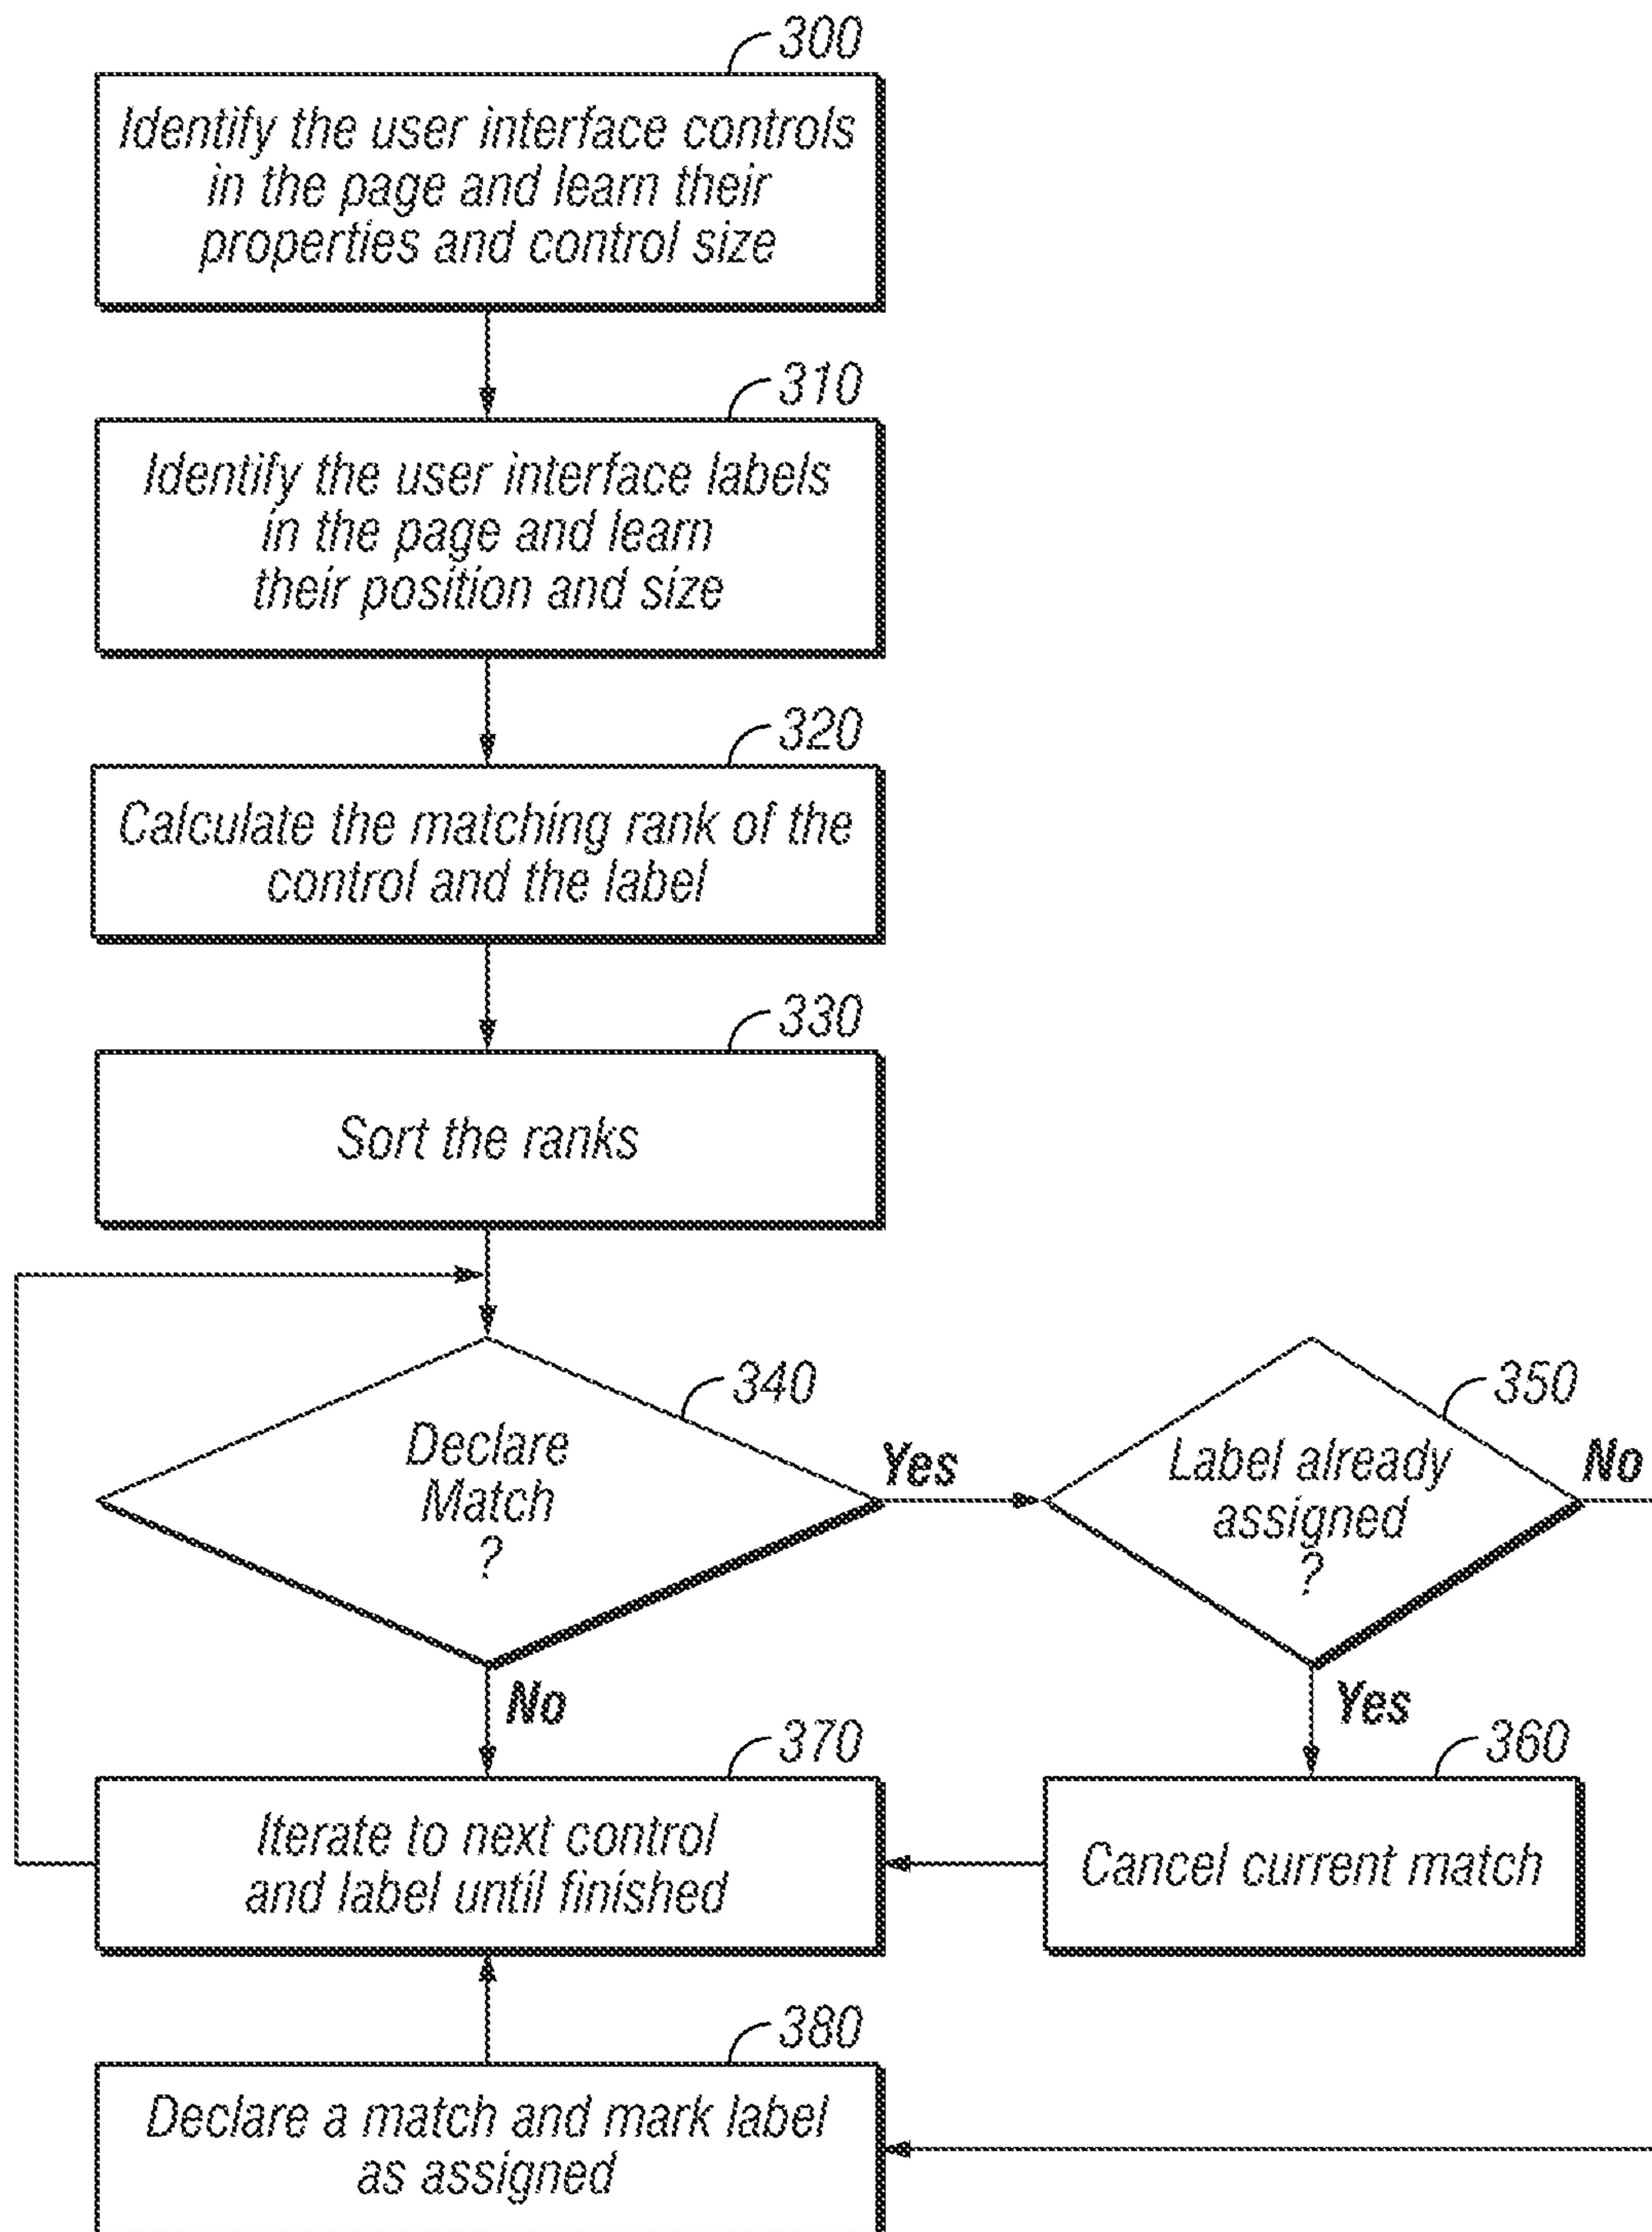 300
Identify the user interface controls
in the page and learn their
properties and control size
310
Identify the user interface labels
in the page and learn
their position and size
320
Calculate the matching rank of the
control and the label
330
Sort the ranks
340
Declare
Match
?
Yes
350
Label already
assigned
?
No
No
Yes
370
Iterate to next control
and label until finished
360
Cancel current match
380
Declare a match and mark label
as assigned